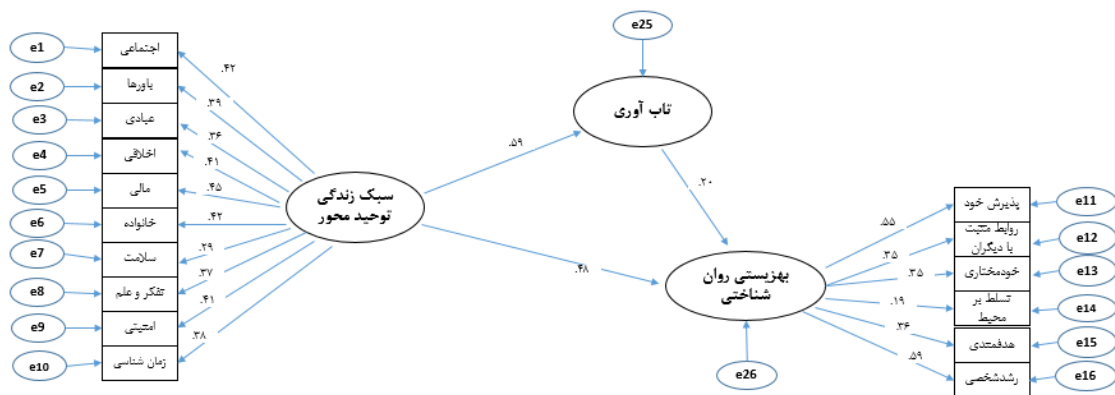 e1
اجتماعی
e2
باورها
e3
عبادی
e4
اخلاقی
e5
مالی
e6
خانواده
e7
سلامت
e8
تفکر و علم
e9
امنیتی
e10
زمان شناسی
.۴۲
.۳۹
.۳۶
.۴۱
.۴۵
.۴۲
.۲۹
.۳۷
.۴۱
.۳۸
سبک زندگی
توحید محور
.۵۹
.۴۸
e25
تاب آوری
.۲۰
بهزیستی روان
شناختی
e26
.۵۵
.۳۵
.۳۵
.۱۹
.۳۶
.۵۹
پذیرش خود
e11
روابط مثبت
با دیگران
e12
خودمختاری
e13
تسلط بر
محیط
e14
هدفمندی
e15
رشدشخصی
e16